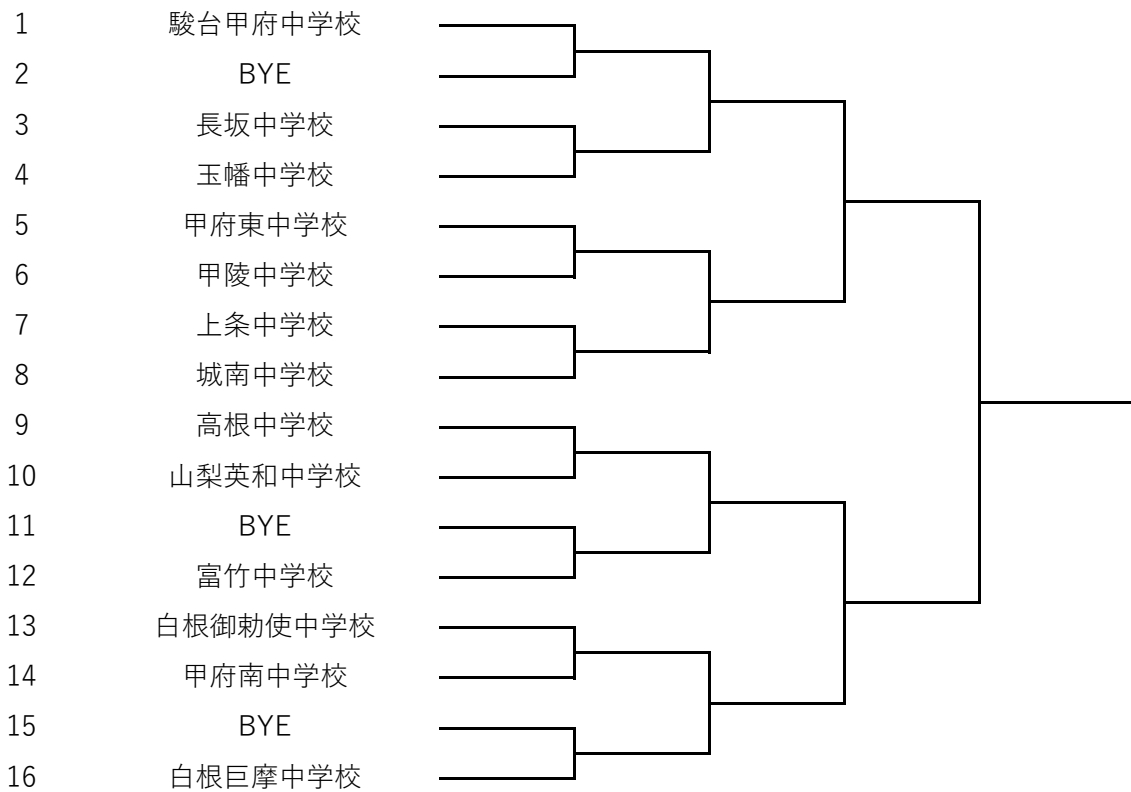 1 駿台甲府中学校
2 BYE
3 長坂中学校
4 玉幡中学校
5 甲府東中学校
6 甲陵中学校
7 上条中学校
8 城南中学校
9 高根中学校
10 山梨英和中学校
11 BYE
12 富竹中学校
13 白根御勅使中学校
14 甲府南中学校
15 BYE
16 白根巨摩中学校